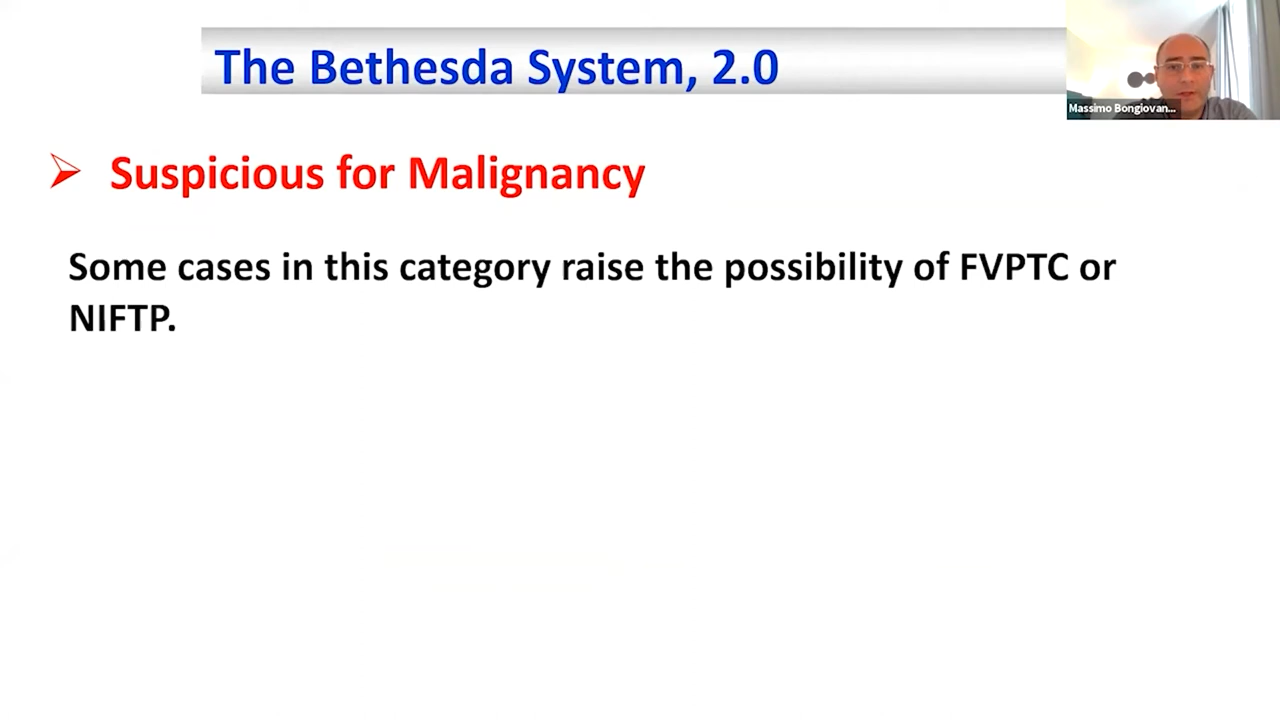 The Bethesda System, 2.0
Massimo Bongiovan...
Suspicious for Malignancy
Some cases in this category raise the possibility of FVPTC or
NIFTP.